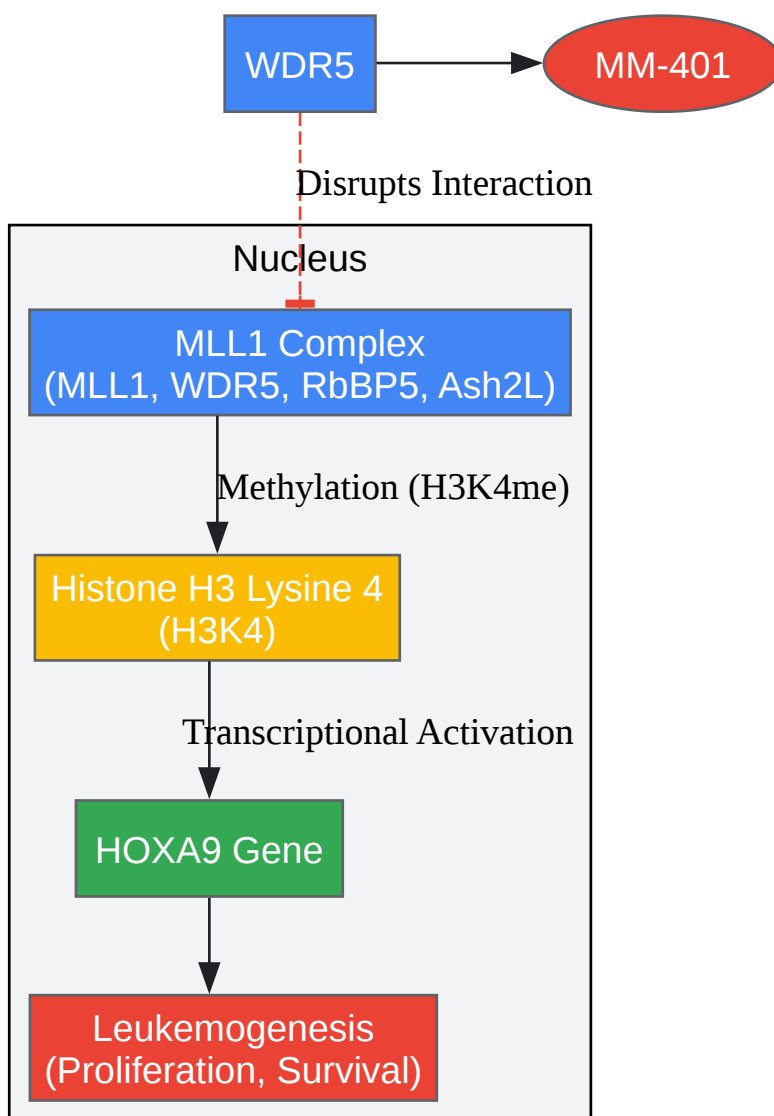 WDR5
MM-401
Disrupts Interaction
Nucleus
MLL1 Complex
(MLL1, WDR5, RbBP5, Ash2L)
Methylation (H3K4me)
Histone H3 Lysine 4
(H3K4)
Transcriptional Activation
HOXA9 Gene
Leukemogenesis
(Proliferation, Survival)